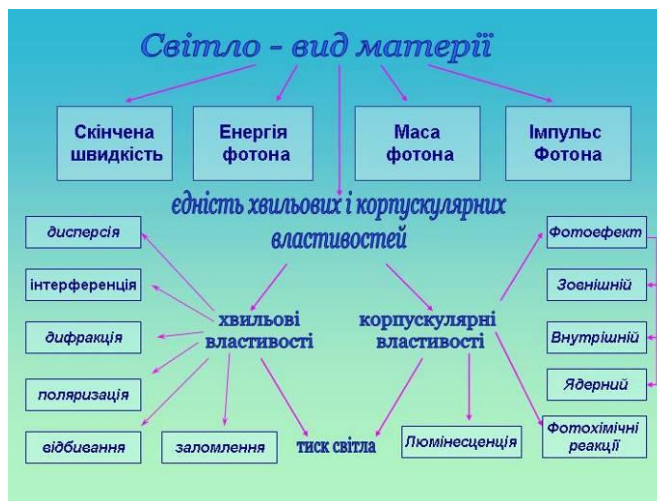 Світло - вид материї
Скінчена
швидкість
Енергія
фотона
Маса
фотона
Імпульс
Фотона
єдність хвильових і корпускулярних
властивостей
дисперсія
інтерференція
дифракція
поляризація
відбивання
заломлення
хвильові
властивості
тиск світла
корпускулярні
властивості
Люмінесценція
Фотоефект
Зовнішній
Внутрішній
Ядерний
Фотохімічні
реакції